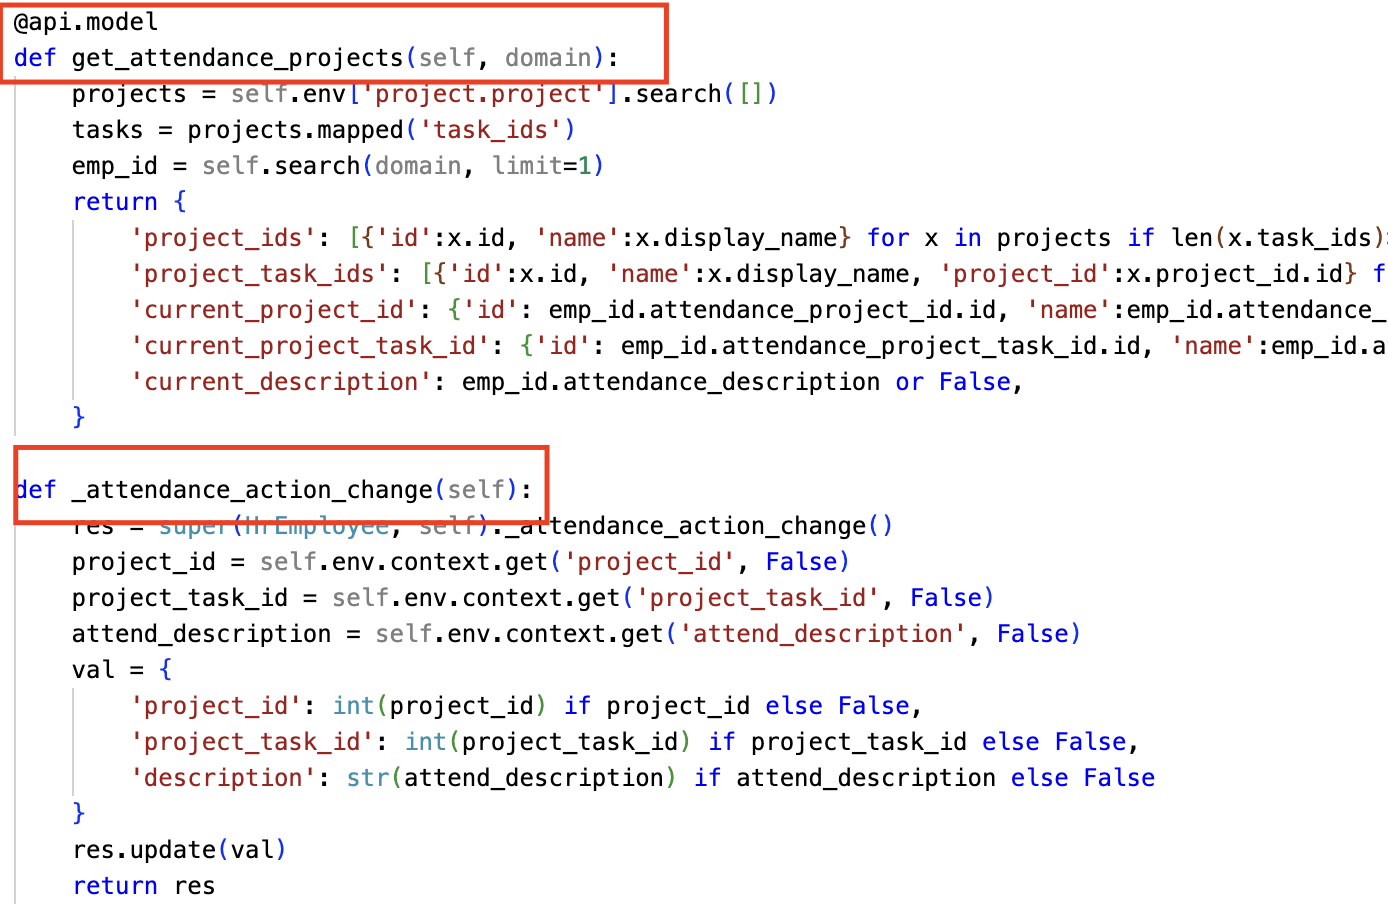 @api.model
def get_attendance_projects(self, domain):
projects = self.env['project.project'].search([])
tasks = projects.mapped('task_ids')
emp_id = self.search(domain, limit=1)
return {
'project_ids': [{'id':x.id, 'name':x.display_name} for x in projects if len(x.task_ids)
'project_task_ids': [{'id':x.id, 'name':x.display_name, 'project_id':x.project_id.id} f
'current_project_id': {'id': emp_id.attendance_project_id.id, 'name':emp_id.attendance_
'current_project_task_id': {'id': emp_id.attendance_project_task_id.id, 'name':emp_id.a
'current_description': emp_id.attendance_description or False,
}
def _attendance_action_change(self):
res = super(HrEmployee, self)._attendance_action_change()
project_id = self.env.context.get('project_id', False)
project_task_id = self.env.context.get('project_task_id', False)
attend_description = self.env.context.get('attend_description', False)
val = {
'project_id': int(project_id) if project_id else False,
'project_task_id': int(project_task_id) if project_task_id else False,
'description': str(attend_description) if attend_description else False
}
res.update(val)
return res